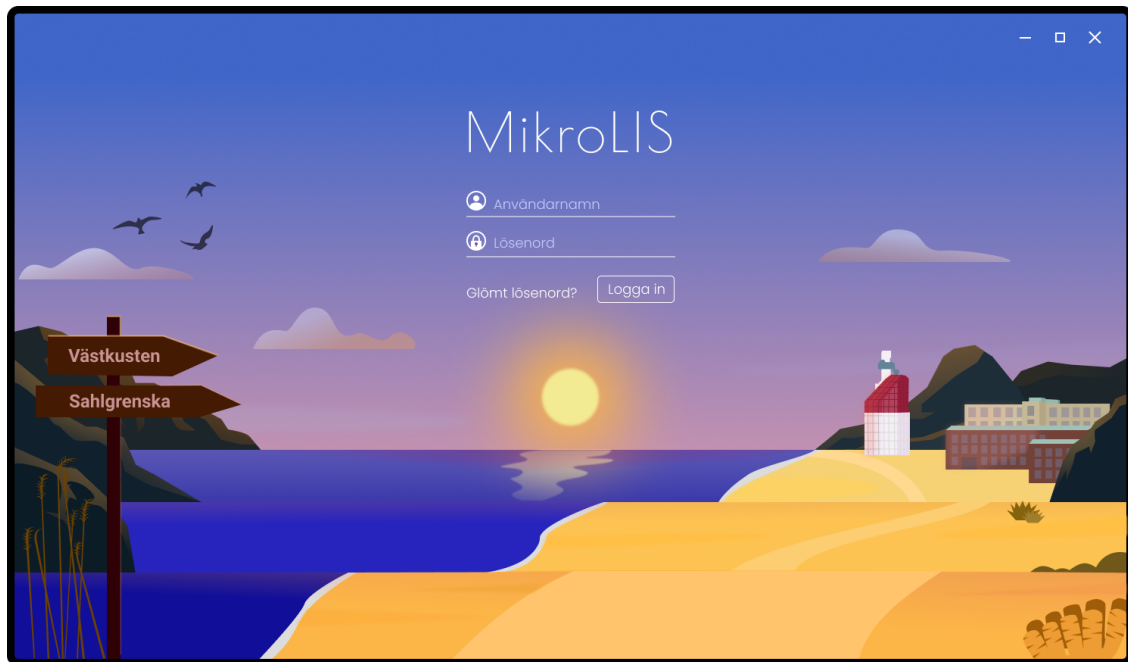 MikroLIS
Användarnamn
Lösenord
Glömt lösenord?
Logga in
Västkusten
Sahlgrenska